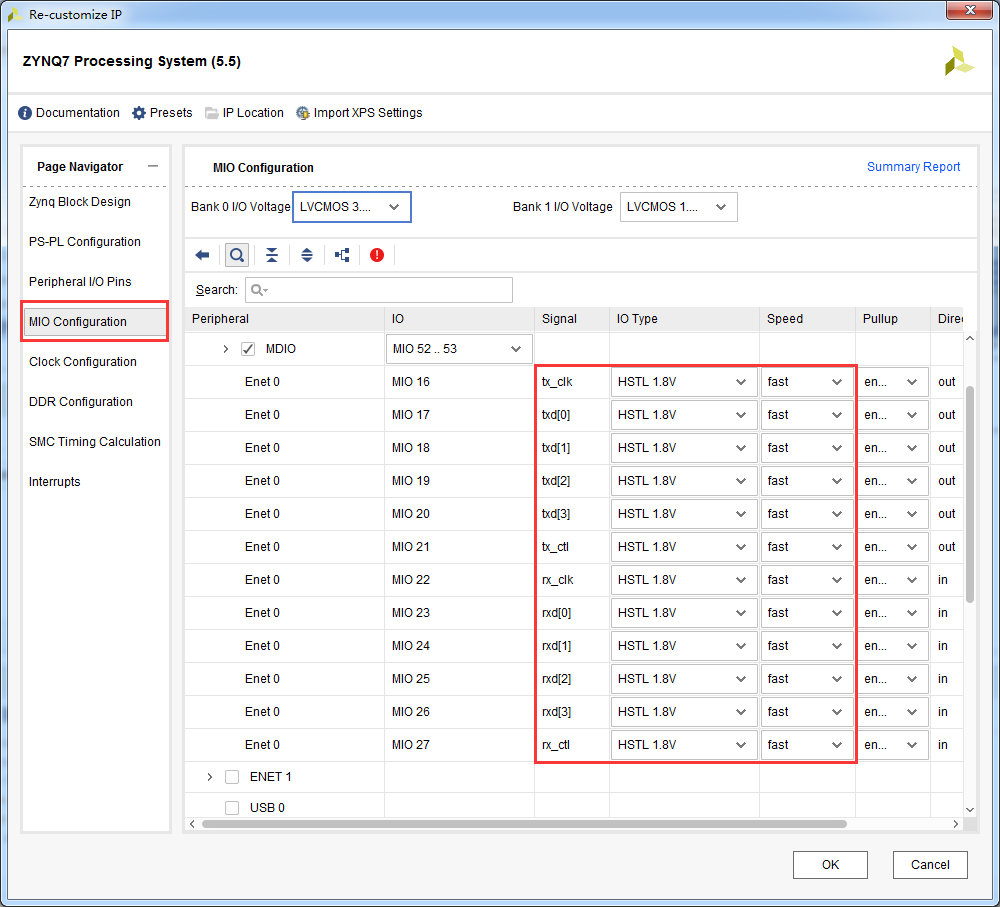 Re-customize IP
ZYNQ7 Processing System (5.5)
Documentation Presets IP Location Import XPS Settings
Page Navigator
Zynq Block Design
PS-PL Configuration
Peripheral I/O Pins
MIO Configuration
Clock Configuration
DDR Configuration
SMC Timing Calculation
Interrupts
MIO Configuration Summary Report
Bank 0 I/O Voltage LVCMOS 3.... Bank 1 I/O Voltage LVCMOS 1....
Search:
Peripheral IO Signal IO Type Speed Pullup Direc
MDIO MIO 52 .. 53
Enet 0 MIO 16 tx_clk HSTL 1.8V fast en... out
Enet 0 MIO 17 txd[0] HSTL 1.8V fast en... out
Enet 0 MIO 18 txd[1] HSTL 1.8V fast en... out
Enet 0 MIO 19 txd[2] HSTL 1.8V fast en... out
Enet 0 MIO 20 txd[3] HSTL 1.8V fast en... out
Enet 0 MIO 21 tx_ctl HSTL 1.8V fast en... out
Enet 0 MIO 22 rx_clk HSTL 1.8V fast en... in
Enet 0 MIO 23 rxd[0] HSTL 1.8V fast en... in
Enet 0 MIO 24 rxd[1] HSTL 1.8V fast en... in
Enet 0 MIO 25 rxd[2] HSTL 1.8V fast en... in
Enet 0 MIO 26 rxd[3] HSTL 1.8V fast en... in
Enet 0 MIO 27 rx_ctl HSTL 1.8V fast en... in
ENET 1
USB 0
OK Cancel